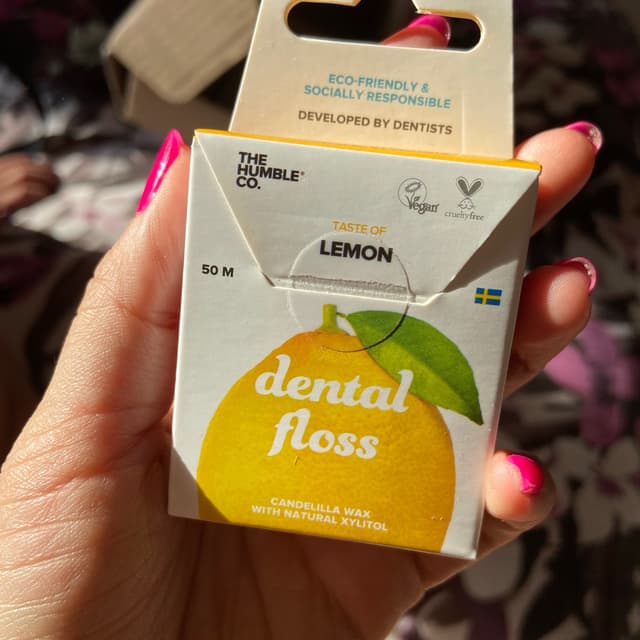 ECO-FRIENDLY &
SOCIALLY RESPONSIBLE
DEVELOPED BY DENTISTS
THE
HUMBLE
CO.
Vegan
crueltyfree
TASTE OF
LEMON
50 M
dental
floss
CANDELILLA WAX
WITH NATURAL XYLITOL